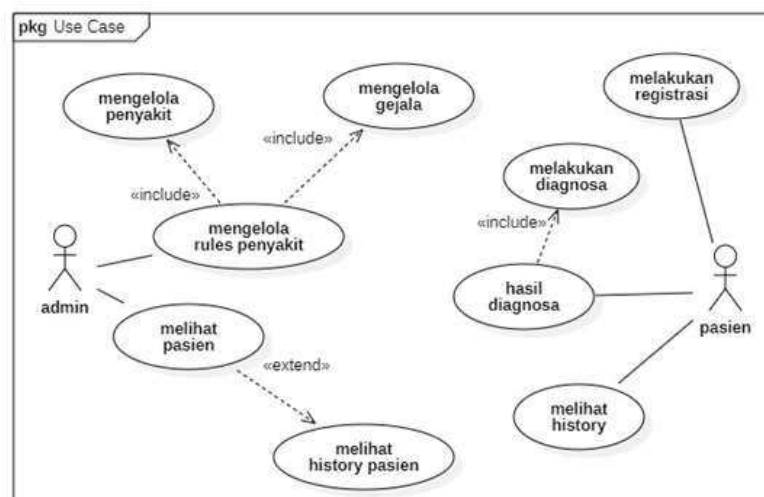 pkg Use Case
mengelola
penyakit
mengelola
gejala
melakukan
registrasi
«include»
«include»
melakukan
diagnosa
«include»
mengelola
rules penyakit
admin
hasil
diagnosa
pasien
melihat
pasien
«extend»
melihat
history
melihat
history pasien